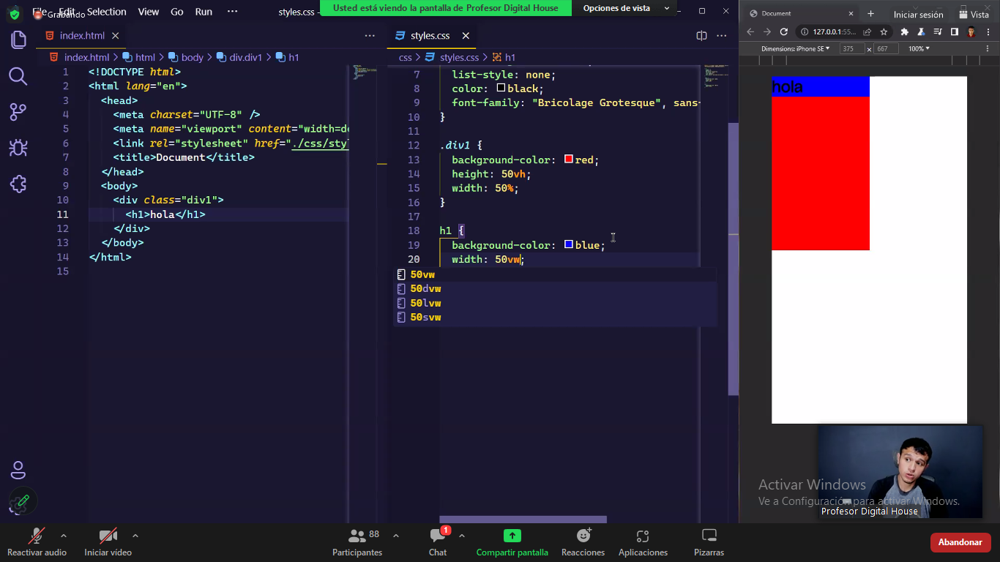 File Edit Selection View Go Run ···
Grabando
styles.css -
Usted está viendo la pantalla de Profesor Digital House
Opciones de vista
index.html
index.html > html > body > div.div1 > h1
1 <!DOCTYPE html>
2 <html lang="en">
3 <head>
4 <meta charset="UTF-8" />
5 <meta name="viewport" content="width=de
6 <link rel="stylesheet" href="./css/styl
7 <title>Document</title>
8 </head>
9 <body>
10 <div class="div1">
11 <h1>hola</h1>
12 </div>
13 </body>
14 </html>
15
styles.css
css > styles.css > h1
7 list-style: none;
8 color: black;
9 font-family: "Bricolage Grotesque", sans-
10 }
11
12 .div1 {
13 background-color: red;
14 height: 50vh;
15 width: 50%;
16 }
17
18 h1 {
19 background-color: blue;
20 width: 50vw;
50vw
50dvw
50lvw
50svw
Document
Iniciar sesión
Vista
127.0.0.1:55...
Dimensions: iPhone SE 375 × 667 100%
hola
Activar Windows
Ve a Configuración para activar Windows.
Profesor Digital House
Reactivar audio
Iniciar vídeo
88
Participantes
1
Chat
Compartir pantalla
Reacciones
Aplicaciones
Pizarras
Abandonar